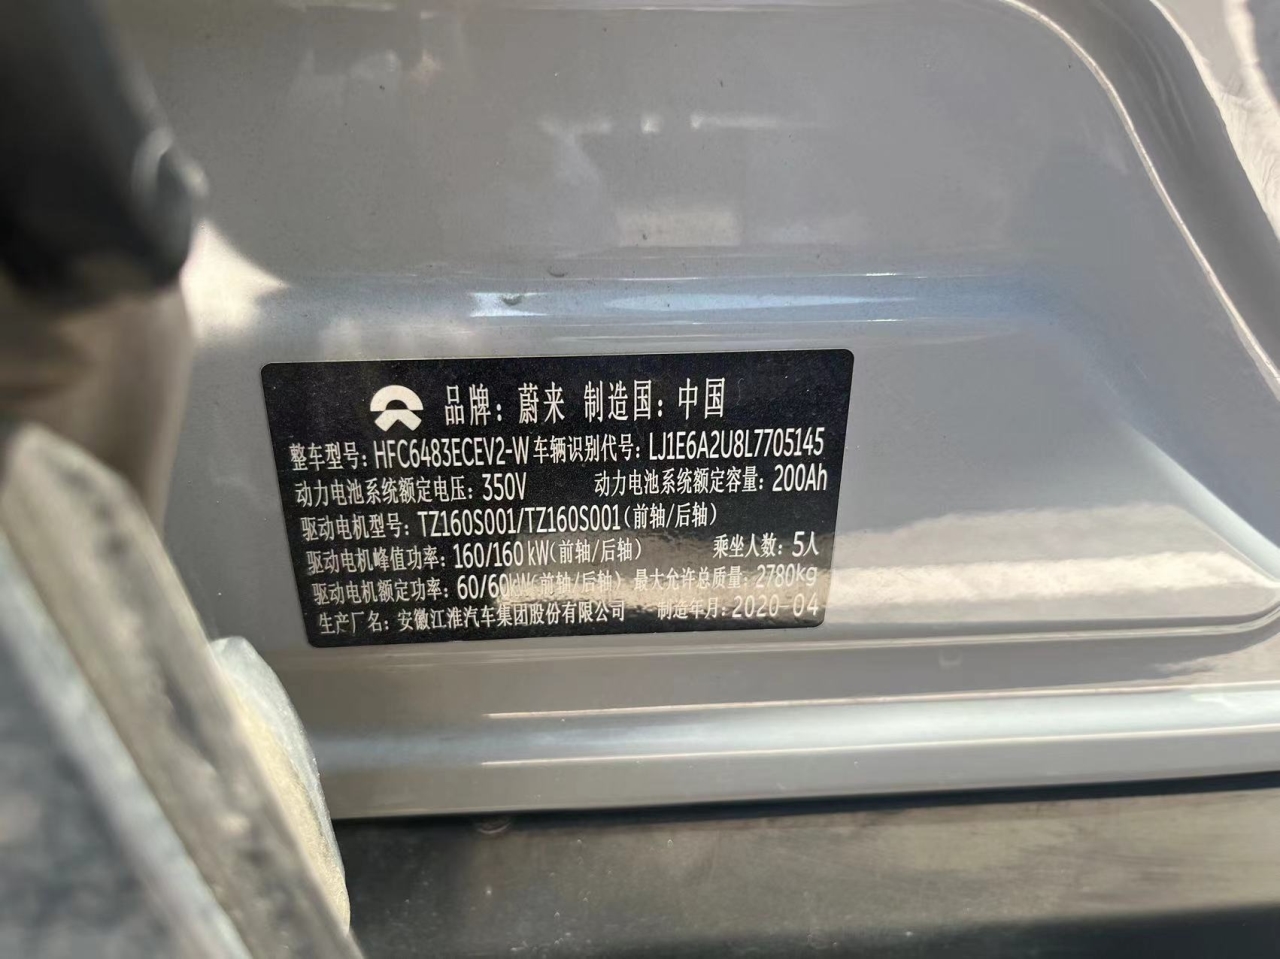 品牌：蔚来 制造国：中国
整车型号：HFC6483ECEV2-W 车辆识别代号：LJ1E6A2U8L7705145
动力电池系统额定电压：350V 动力电池系统额定容量：200Ah
驱动电机型号：TZ160S001/TZ160S001（前轴/后轴）
驱动电机峰值功率：160/160kW（前轴/后轴） 乘坐人数：5人
驱动电机额定功率：60/60kW（前轴/后轴） 最大允许总质量：2780kg
生产厂名：安徽江淮汽车集团股份有限公司 制造年月：2020-04